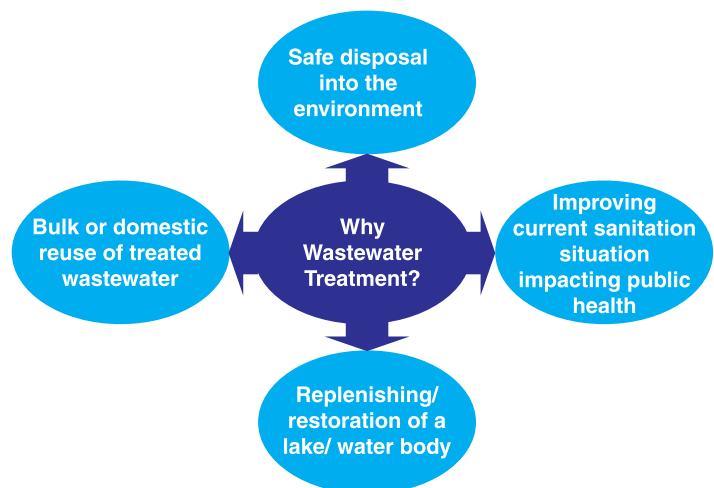 Safe disposal
into the
environment
Bulk or domestic
reuse of treated
wastewater
Why
Wastewater
Treatment?
Improving
current sanitation
situation
impacting public
health
Replenishing/
restoration of a
lake/ water body